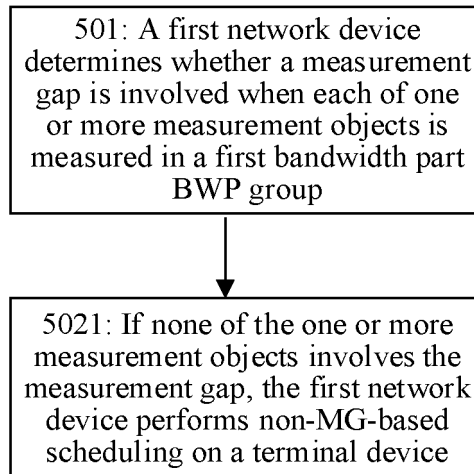 501: A first network device
determines whether a measurement
gap is involved when each of one
or more measurement objects is
measured in a first bandwidth part
BWP group
5021: If none of the one or more
measurement objects involves the
measurement gap, the first network
device performs non-MG-based
scheduling on a terminal device